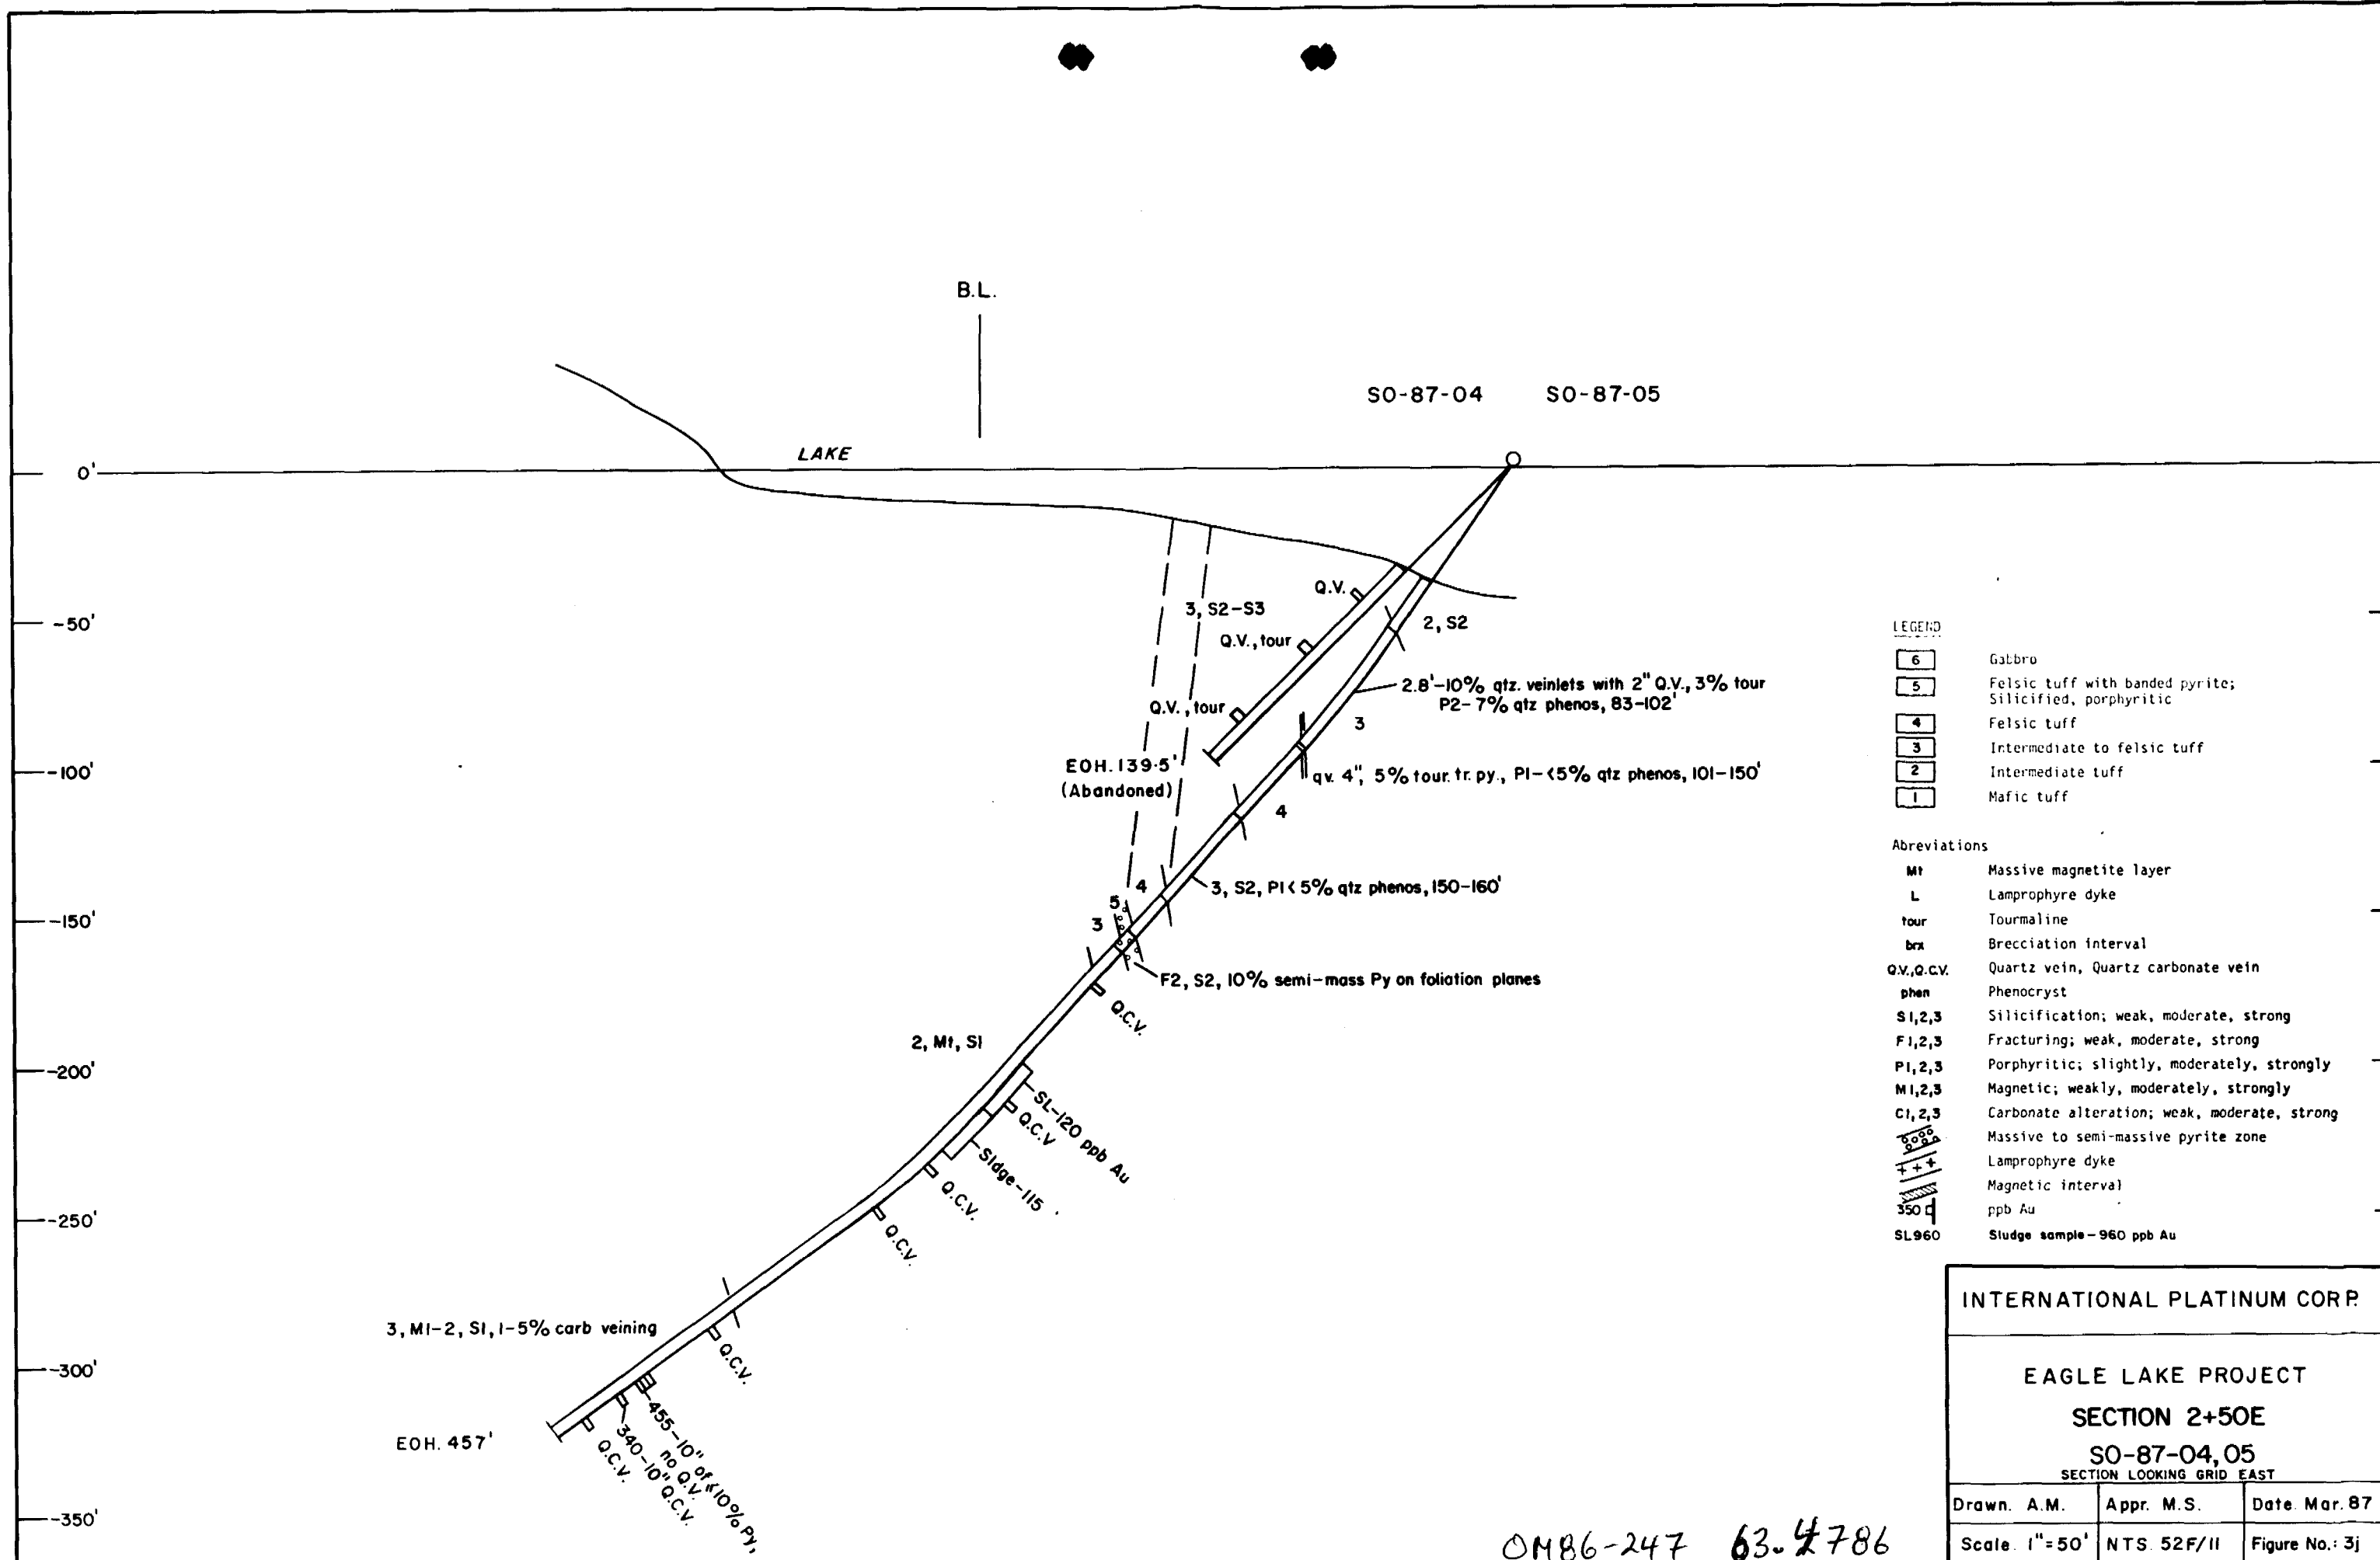 B.L.
SO-87-04 SO-87-05
LAKE
0'
-50'
-100'
-150'
-200'
-250'
-300'
-350'
Q.V.
3, S2-S3
Q.V., tour
Q.V., tour
2, S2
2.8'-10% qtz. veinlets with 2" Q.V., 3% tour
P2-7% qtz phenos, 83-102'
3
EOH. 139.5'
(Abandoned)
qv. 4", 5% tour. tr. py., P1-<5% qtz phenos, 101-150'
4
4
3, S2, P1<5% qtz phenos, 150-160'
5
3
F2, S2, 10% semi-mass Py on foliation planes
Q.C.V.
2, Mt, S1
SL-120 ppb Au
Q.C.V
Sldge-115
Q.C.V.
Q.C.V.
3, M1-2, S1, 1-5% carb veining
Q.C.V.
455-10" of 10% Py,
no Q.V.
340-10" Q.C.V.
Q.C.V.
EOH. 457'
LEGEND
6 Gabbro
5 Felsic tuff with banded pyrite;
Silicified, porphyritic
4 Felsic tuff
3 Intermediate to felsic tuff
2 Intermediate tuff
1 Mafic tuff
Abreviations
Mt Massive magnetite layer
L Lamprophyre dyke
tour Tourmaline
brx Brecciation interval
Q.V.,Q.C.V. Quartz vein, Quartz carbonate vein
phen Phenocryst
S1,2,3 Silicification; weak, moderate, strong
F1,2,3 Fracturing; weak, moderate, strong
P1,2,3 Porphyritic; slightly, moderately, strongly
M1,2,3 Magnetic; weakly, moderately, strongly
C1,2,3 Carbonate alteration; weak, moderate, strong
Massive to semi-massive pyrite zone
Lamprophyre dyke
Magnetic interval
350 ppb Au
SL960 Sludge sample-960 ppb Au
INTERNATIONAL PLATINUM CORP.
EAGLE LAKE PROJECT
SECTION 2+50E
SO-87-04,05
SECTION LOOKING GRID EAST
Drawn. A.M. Appr. M.S. Date. Mar. 87
Scale. 1"=50' NTS. 52F/11 Figure No.: 3j
OM86-247 63.4786